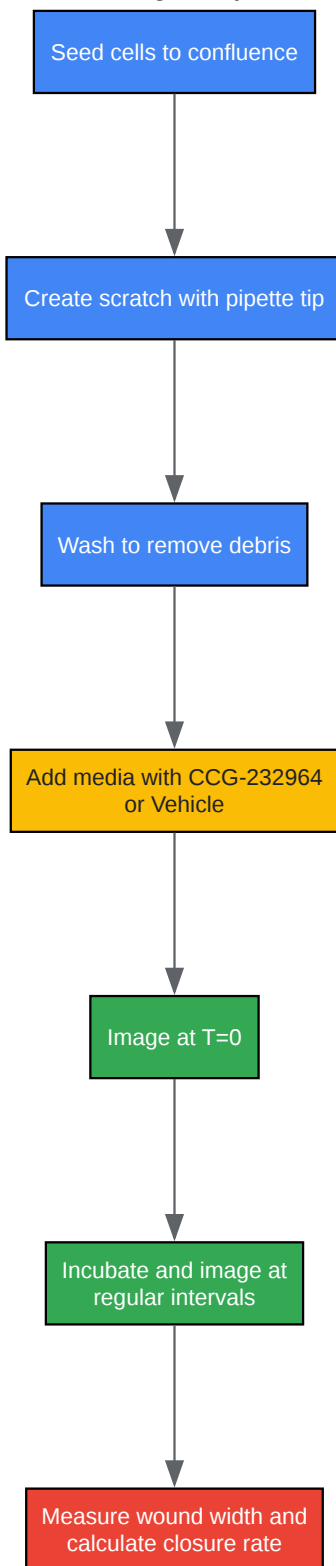 Seed cells to confluence
Create scratch with pipette tip
Wash to remove debris
Add media with CCG-232964
or Vehicle
Image at T=0
Incubate and image at
regular intervals
Measure wound width and
calculate closure rate